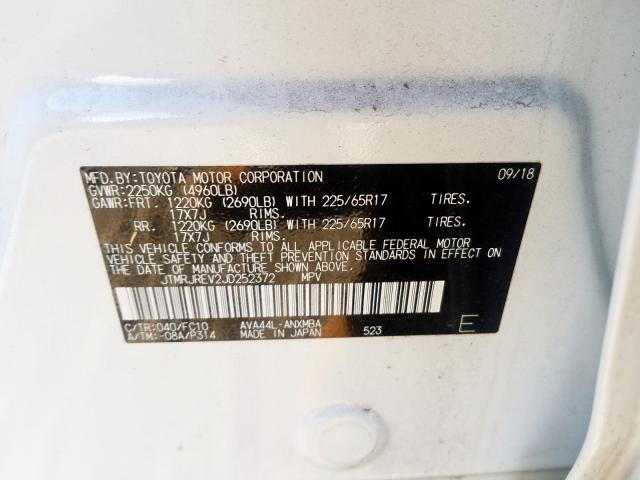 MFD.BY:TOYOTA MOTOR CORPORATION 09/18
GVWR:2250KG (4960LB)
GAWR:FRT. 1220KG (2690LB) WITH 225/65R17 TIRES.
17X7J RIMS.
RR. 1220KG (2690LB) WITH 225/65R17 TIRES.
17X7J RIMS.
THIS VEHICLE CONFORMS TO ALL APPLICABLE FEDERAL MOTOR
VEHICLE SAFETY AND THEFT PREVENTION STANDARDS IN EFFECT ON
THE DATE OF MANUFACTURE SHOWN ABOVE.
JTMRJREV2JD252372 MPV
C/TR:040/FC10 AVA44L-ANXMBA
A/TM:-08A/P314 MADE IN JAPAN 523 E